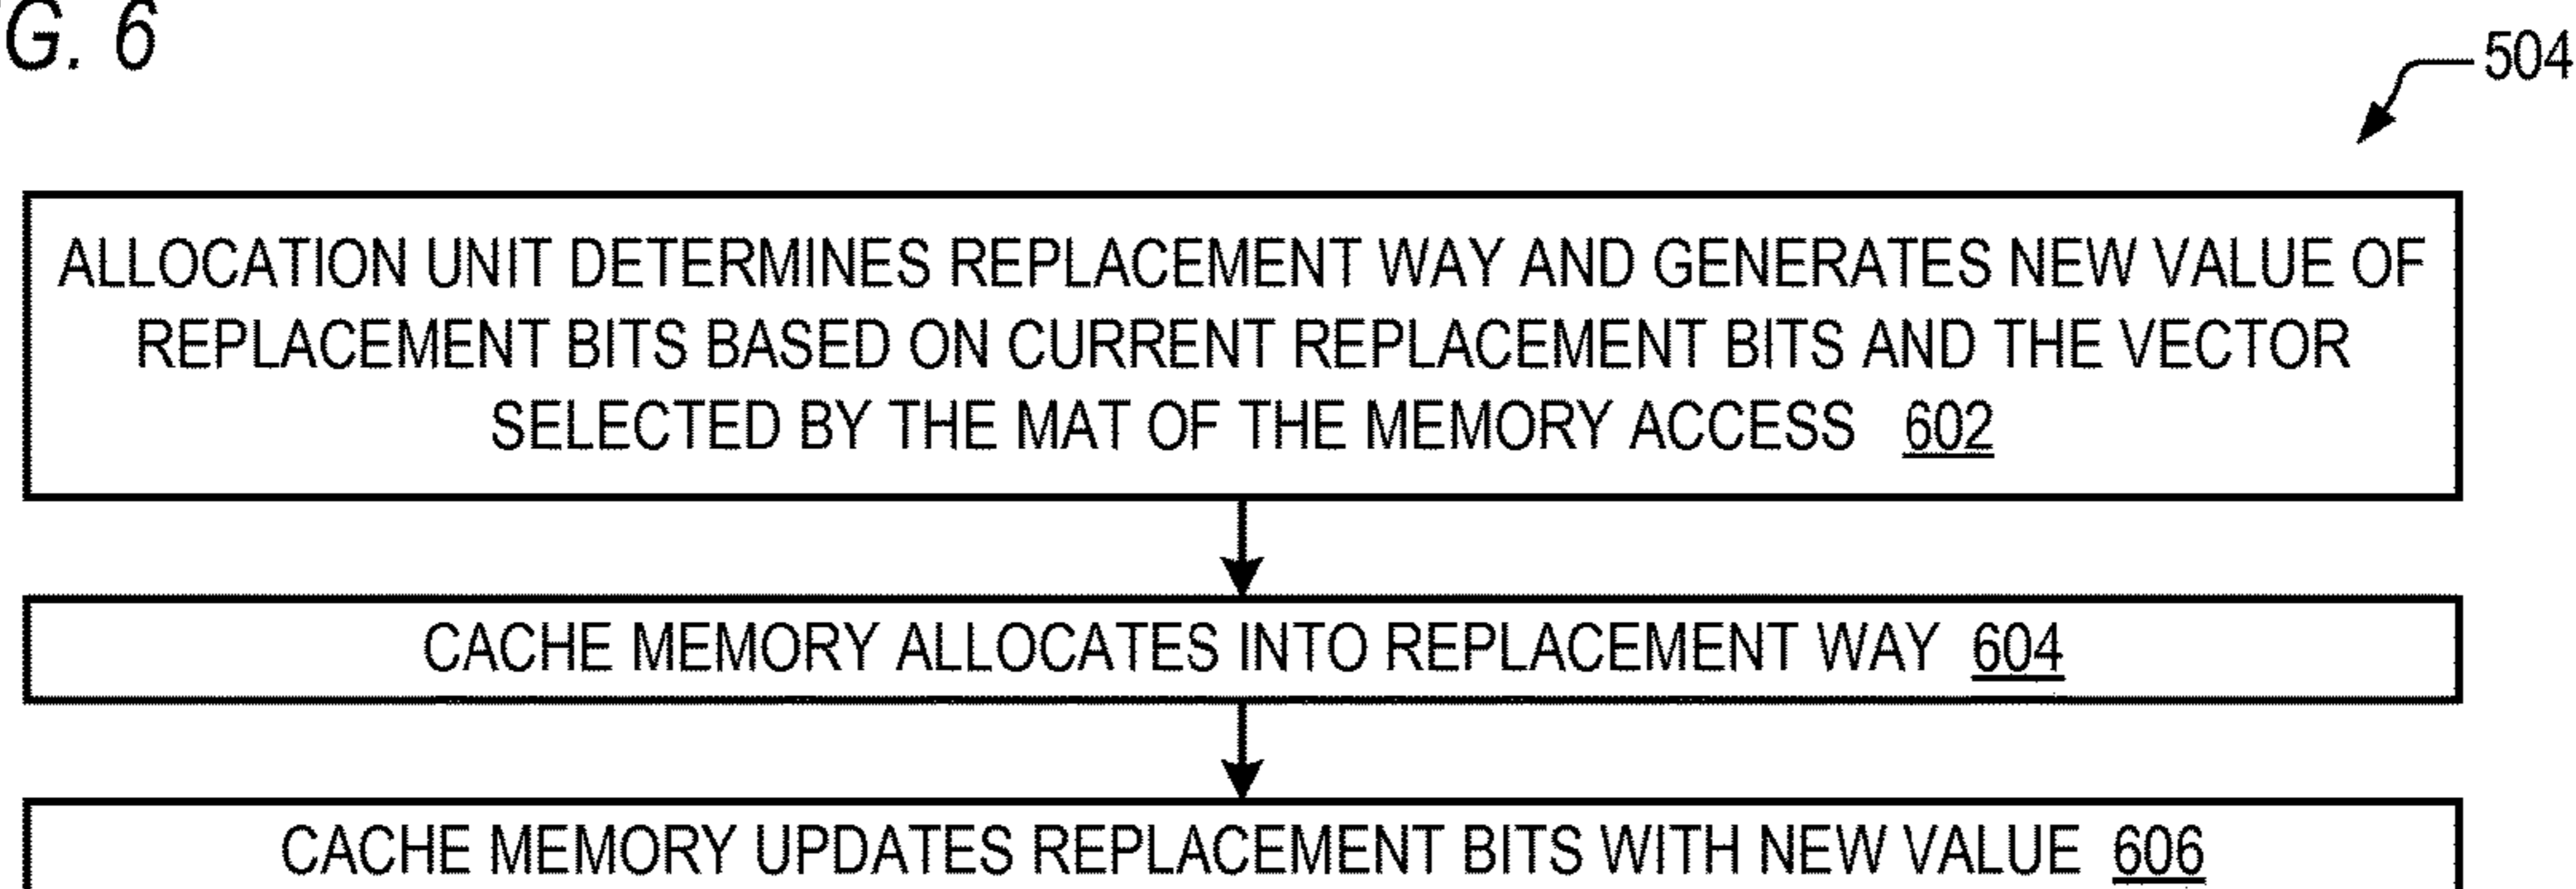 G. 6
504
ALLOCATION UNIT DETERMINES REPLACEMENT WAY AND GENERATES NEW VALUE OF
REPLACEMENT BITS BASED ON CURRENT REPLACEMENT BITS AND THE VECTOR
SELECTED BY THE MAT OF THE MEMORY ACCESS 602
CACHE MEMORY ALLOCATES INTO REPLACEMENT WAY 604
CACHE MEMORY UPDATES REPLACEMENT BITS WITH NEW VALUE 606